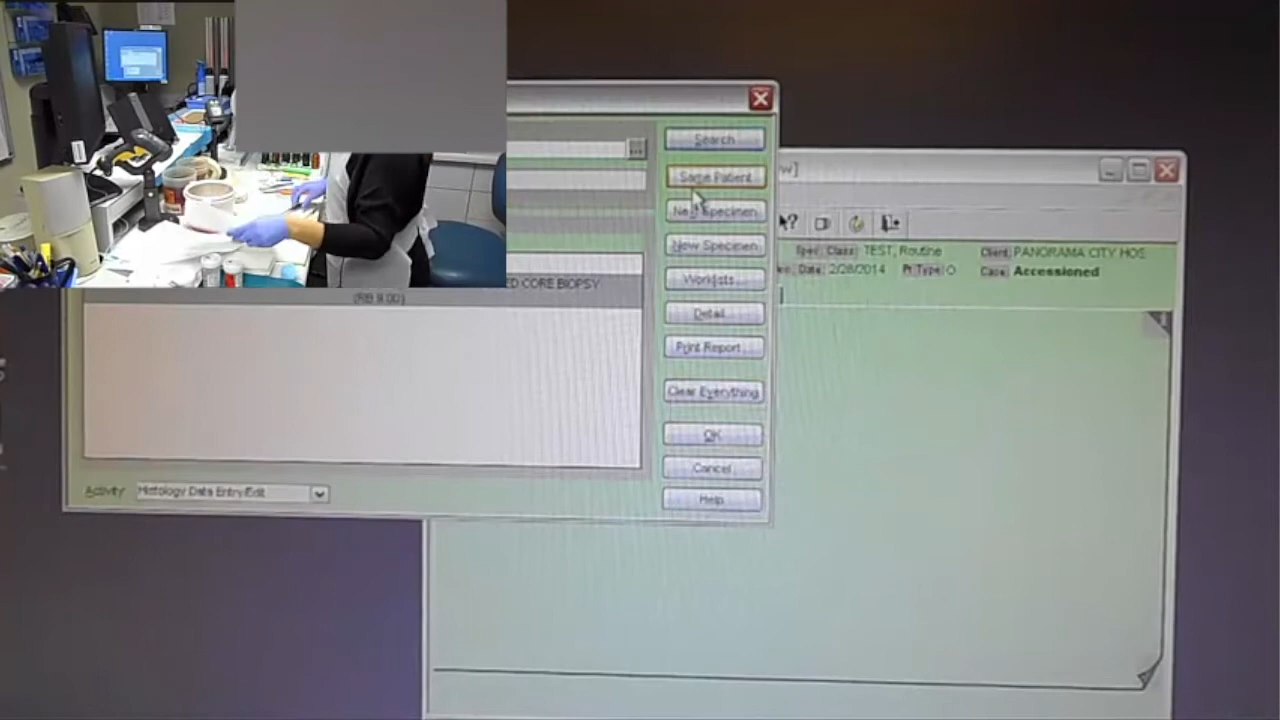 w]
Search
Same Patient
New Specimen
New Specimen
Worklists...
Detail...
Print Report...
Clear Everything
OK
Cancel
Help
Spec Class: TEST, Routine
Client: PANORAMA CITY HOS
Date: 2/28/2014
Pt Type: O
Case: Accessioned
ED CORE BIOPSY
Activity
Histology Data Entry/Edit